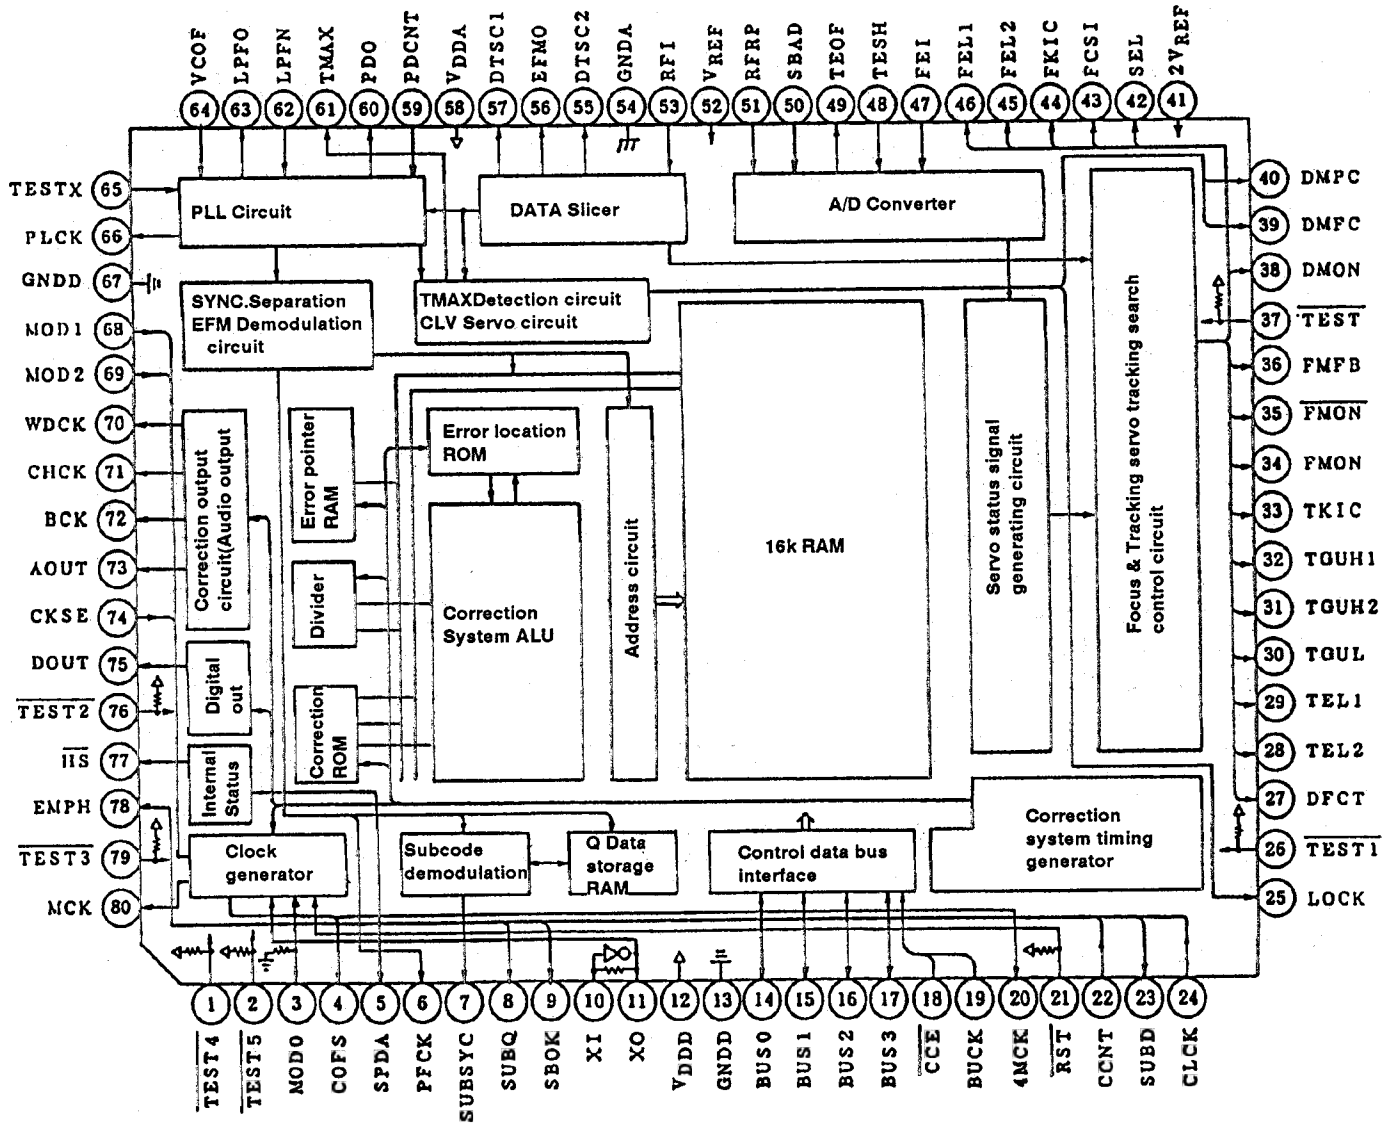 VCOF LPFO LPFN TMAX PDO PDCNT VDDA DTSC1 EFMO DTSC2 GNDA RFI VREF RFRP SBAD TEOF TESH FEI FEL1 FEL2 FKIC FCSI SEL 2VREF
64 63 62 61 60 59 58 57 56 55 54 53 52 51 50 49 48 47 46 45 44 43 42 41
TESTX 65
PLCK 66
GNDD 67
MOD1 68
MOD2 69
WDCK 70
CHCK 71
BCK 72
AOUT 73
CKSE 74
DOUT 75
TEST2 76
HS 77
EMPH 78
TEST3 79
MCK 80
PLL Circuit
DATA Slicer
A/D Converter
SYNC.Separation
EFM Demodulation
circuit
TMAXDetection circuit
CLV Servo circuit
Correction output
circuit(Audio output
Error pointer
RAM
Error location
ROM
Divider
Correction
System ALU
Correction
ROM
Address circuit
16k RAM
Servo status signal
generating circuit
Focus & Tracking servo tracking search
control circuit
Digital
out
Internal
Status
Clock
generator
Subcode
demodulation
Q Data
storage
RAM
Control data bus
interface
Correction
system timing
generator
40 DMPC
39 DMFC
38 DMON
37 TEST
36 FMFB
35 FMON
34 FMON
33 TKIC
32 TGUH1
31 TGUH2
30 TGUL
29 TEL1
28 TEL2
27 DFCT
26 TEST1
25 LOCK
1 2 3 4 5 6 7 8 9 10 11 12 13 14 15 16 17 18 19 20 21 22 23 24
TEST4 TEST5 MOD0 COFS SPDA PFCK SUBSYC SUBQ SBOK XI XO VDDD GNDD BUS0 BUS1 BUS2 BUS3 CCE BUCK 4MCK RST CCNT SUBD CLCK